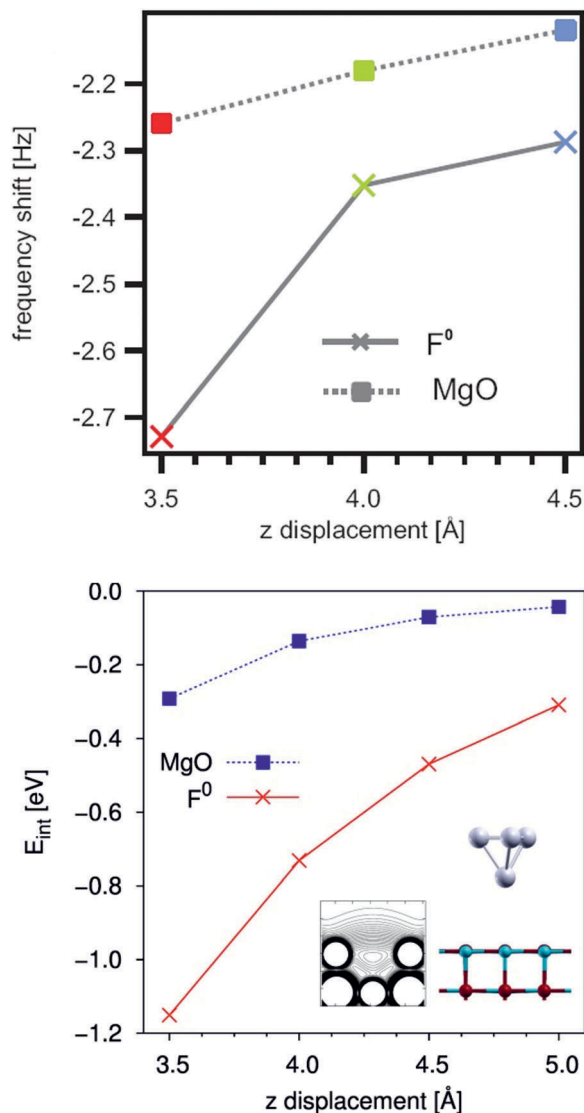 frequency shift [Hz]
-2.2
-2.3
-2.4
-2.5
-2.6
-2.7
F⁰
MgO
3.5 4.0 4.5
z displacement [Å]
E_int [eV]
0.0
-0.2
-0.4
-0.6
-0.8
-1.0
-1.2
MgO
F⁰
3.5 4.0 4.5 5.0
z displacement [Å]